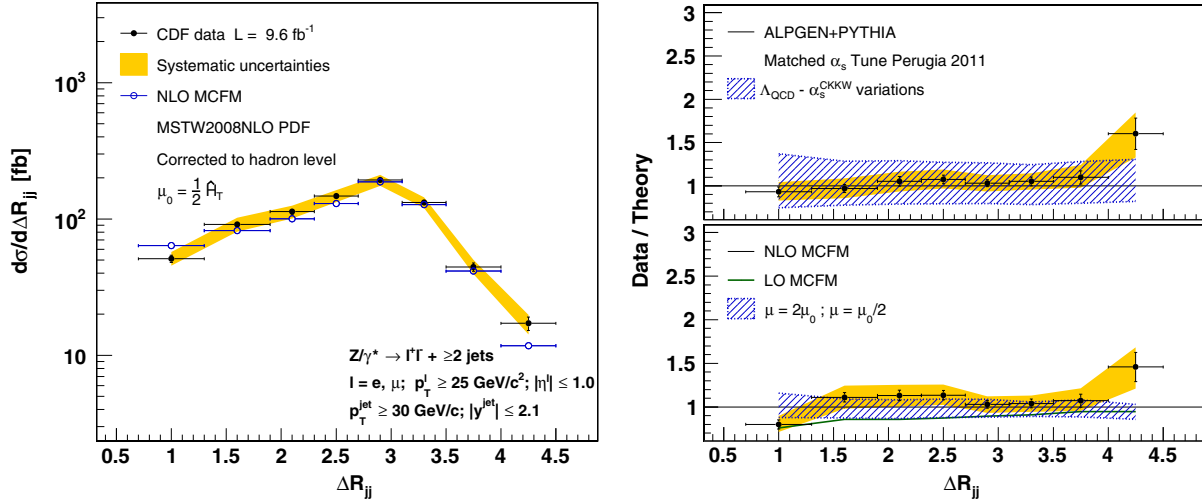 dσ/dΔR_jj [fb]
10³
10²
10
CDF data L = 9.6 fb⁻¹
Systematic uncertainties
NLO MCFM
MSTW2008NLO PDF
Corrected to hadron level
μ₀ = ½ Ĥ_T
Z/γ* → l⁺l⁻ + ≥2 jets
l = e, μ; p_T^l ≥ 25 GeV/c²; |η^l| ≤ 1.0
p_T^jet ≥ 30 GeV/c; |y^jet| ≤ 2.1
0.5 1 1.5 2 2.5 3 3.5 4 4.5
ΔR_jj
Data / Theory
3
2.5
2
1.5
1
ALPGEN+PYTHIA
Matched α_s Tune Perugia 2011
Λ_QCD - α_s^CKKW variations
3
2.5
2
1.5
1
NLO MCFM
LO MCFM
μ = 2μ₀ ; μ = μ₀/2
0.5 1 1.5 2 2.5 3 3.5 4 4.5
ΔR_jj